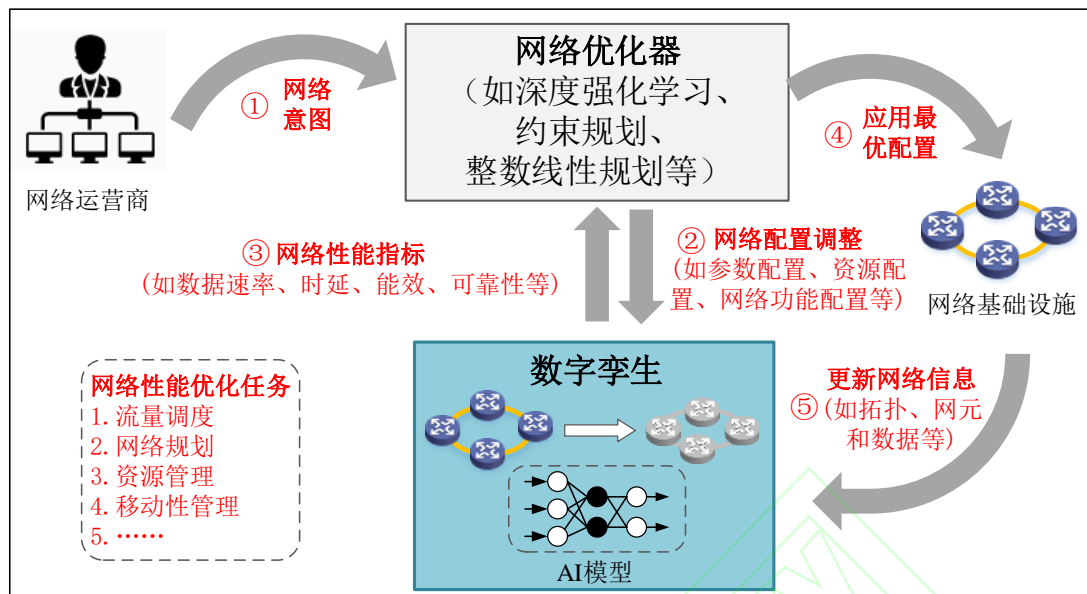 网络运营商
①
网络
意图
网络优化器
(如深度强化学习、
约束规划、
整数线性规划等)
④
应用最
优配置
网络基础设施
③ 网络性能指标
(如数据速率、时延、能效、可靠性等)
② 网络配置调整
(如参数配置、资源配
置、网络功能配置等)
网络性能优化任务
1. 流量调度
2. 网络规划
3. 资源管理
4. 移动性管理
5. ……
数字孪生
AI模型
更新网络信息
⑤ (如拓扑、网元
和数据等)